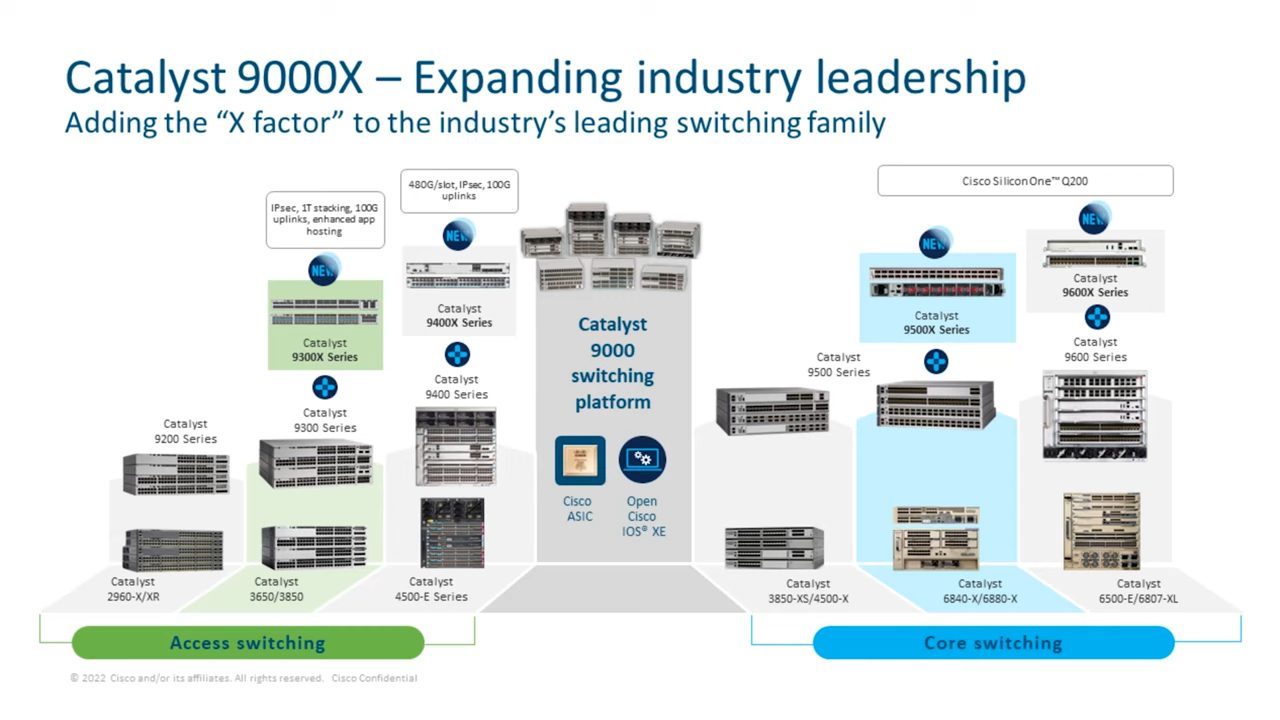 Catalyst 9000X – Expanding industry leadership
Adding the “X factor” to the industry’s leading switching family
IPsec, 1T stacking, 100G
uplinks, enhanced app
hosting
NEW
Catalyst
9300X Series
Catalyst
9300 Series
480G/slot, IPsec, 100G
uplinks
NEW
Catalyst
9400X Series
Catalyst
9400 Series
Catalyst
9200 Series
Catalyst
9000
switching
platform
Cisco
ASIC
Open
Cisco
IOS® XE
Cisco Silicon One™ Q200
NEW
Catalyst
9500X Series
Catalyst
9500 Series
NEW
Catalyst
9600X Series
Catalyst
9600 Series
Catalyst
2960-X/XR
Catalyst
3650/3850
Catalyst
4500-E Series
Catalyst
3850-XS/4500-X
Catalyst
6840-X/6880-X
Catalyst
6500-E/6807-XL
Access switching
Core switching
© 2022 Cisco and/or its affiliates. All rights reserved. Cisco Confidential